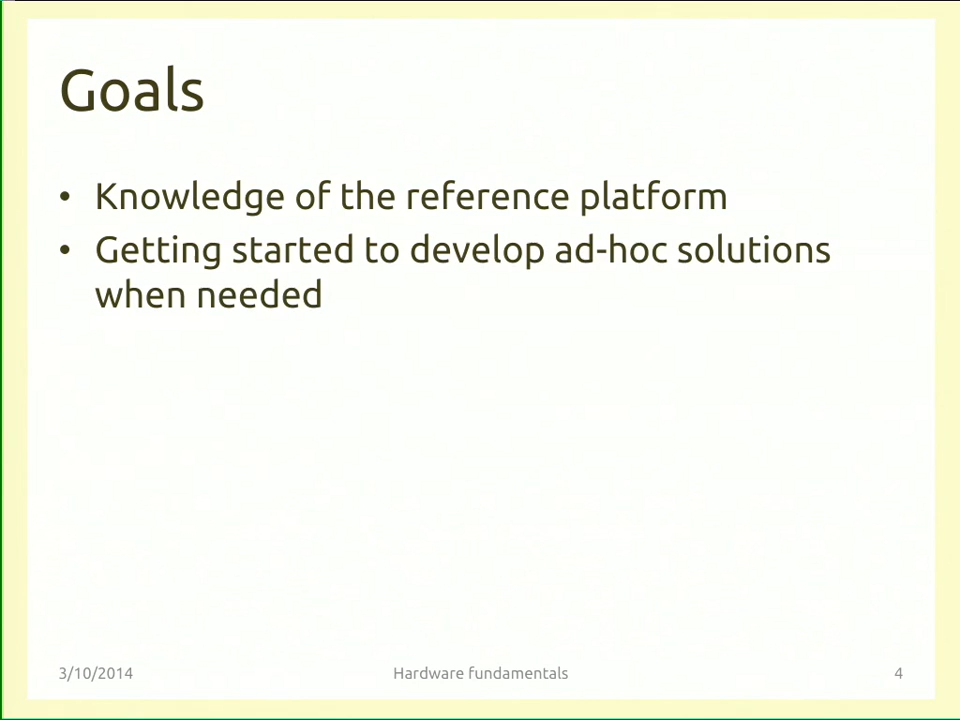 Goals
• Knowledge of the reference platform
• Getting started to develop ad-hoc solutions
when needed
3/10/2014 Hardware fundamentals 4